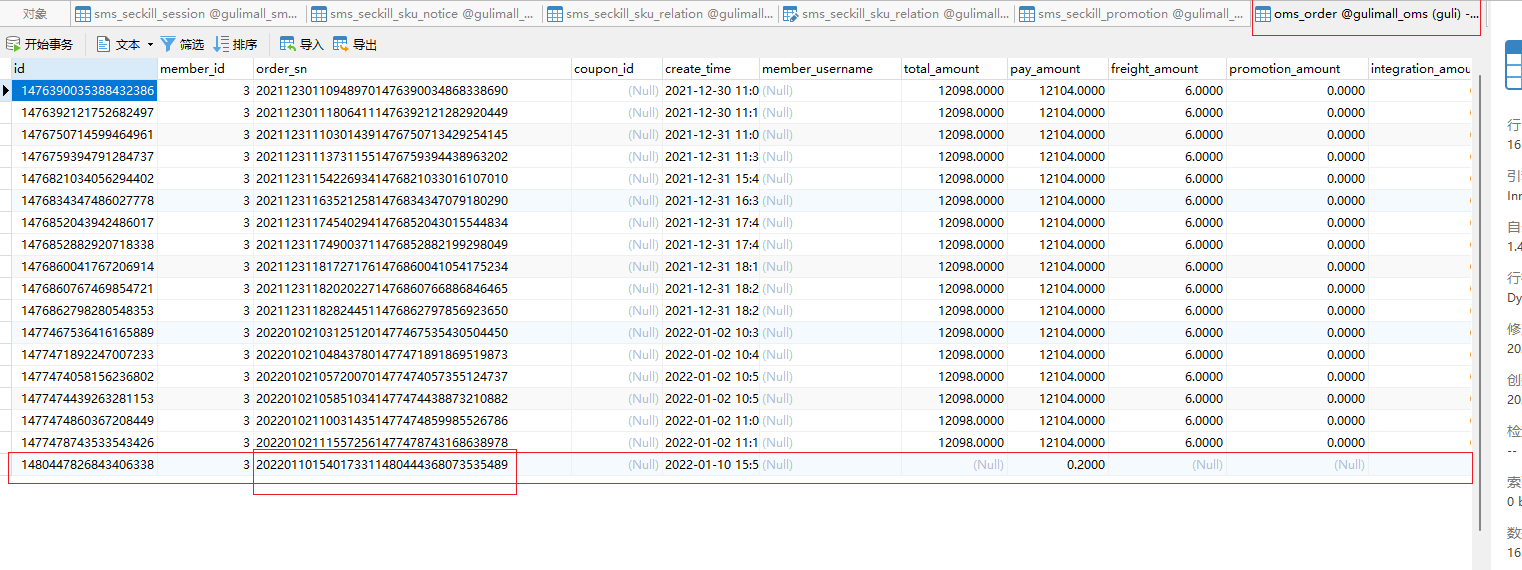 对象 sms_seckill_session @gulimall_sm... sms_seckill_sku_notice @gulimall_... sms_seckill_sku_relation @gulimall... sms_seckill_sku_relation @gulimall... sms_seckill_promotion @gulimall_... oms_order @gulimall_oms (guli) -...
开始事务 文本 筛选 排序 导入 导出
id member_id order_sn coupon_id create_time member_username total_amount pay_amount freight_amount promotion_amount integration_amou
1476390035388432386 3 202112301109489701476390034868338690 (Null) 2021-12-30 11:0 (Null) 12098.0000 12104.0000 6.0000 0.0000
1476392121752682497 3 202112301118064111476392121282920449 (Null) 2021-12-30 11:1 (Null) 12098.0000 12104.0000 6.0000 0.0000
1476750714599464961 3 202112311103014391476750713429254145 (Null) 2021-12-31 11:0 (Null) 12098.0000 12104.0000 6.0000 0.0000
1476759394791284737 3 202112311137311551476759394438963202 (Null) 2021-12-31 11:3 (Null) 12098.0000 12104.0000 6.0000 0.0000
1476821034056294402 3 202112311542269341476821033016107010 (Null) 2021-12-31 15:4 (Null) 12098.0000 12104.0000 6.0000 0.0000
1476834347486027778 3 202112311635212581476834347079180290 (Null) 2021-12-31 16:3 (Null) 12098.0000 12104.0000 6.0000 0.0000
1476852043942486017 3 202112311745402941476852043015544834 (Null) 2021-12-31 17:4 (Null) 12098.0000 12104.0000 6.0000 0.0000
1476852882920718338 3 202112311749003711476852882199298049 (Null) 2021-12-31 17:4 (Null) 12098.0000 12104.0000 6.0000 0.0000
1476860041767206914 3 202112311817271761476860041054175234 (Null) 2021-12-31 18:1 (Null) 12098.0000 12104.0000 6.0000 0.0000
1476860767469854721 3 202112311820202271476860766886846465 (Null) 2021-12-31 18:2 (Null) 12098.0000 12104.0000 6.0000 0.0000
1476862798280548353 3 202112311828244511476862797856923650 (Null) 2021-12-31 18:2 (Null) 12098.0000 12104.0000 6.0000 0.0000
1477467536416165889 3 202201021031251201477467535430504450 (Null) 2022-01-02 10:3 (Null) 12098.0000 12104.0000 6.0000 0.0000
1477471892247007233 3 202201021048437801477471891869519873 (Null) 2022-01-02 10:4 (Null) 12098.0000 12104.0000 6.0000 0.0000
1477474058156236802 3 202201021057200701477474057355124737 (Null) 2022-01-02 10:5 (Null) 12098.0000 12104.0000 6.0000 0.0000
1477474439263281153 3 202201021058510341477474438873210882 (Null) 2022-01-02 10:5 (Null) 12098.0000 12104.0000 6.0000 0.0000
1477474860367208449 3 202201021100314351477474859985526786 (Null) 2022-01-02 11:0 (Null) 12098.0000 12104.0000 6.0000 0.0000
1477478743533543426 3 202201021115572561477478743168638978 (Null) 2022-01-02 11:1 (Null) 12098.0000 12104.0000 6.0000 0.0000
1480447826843406338 3 202201101540173311480444368073535489 (Null) 2022-01-10 15:5 (Null) (Null) 0.2000 (Null) (Null)
行
16
引
Inn
自
1.4
行
Dy
修
20
创
20
检
--
索
0 b
数
16